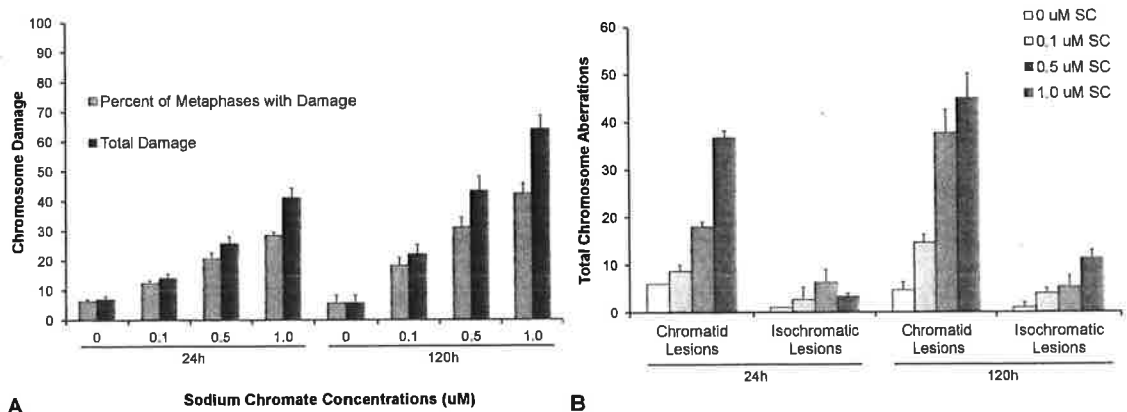 100
90
80
70
60
50
40
30
20
10
0
Chromosome Damage
Percent of Metaphases with Damage
Total Damage
0 0.1 0.5 1.0 0 0.1 0.5 1.0
24h 120h
Sodium Chromate Concentrations (uM)
A
60
50
40
30
20
10
0
Total Chromosome Aberrations
0 uM SC
0.1 uM SC
0.5 uM SC
1.0 uM SC
Chromatid Isochromatic Chromatid Isochromatic
Lesions Lesions Lesions Lesions
24h 120h
B